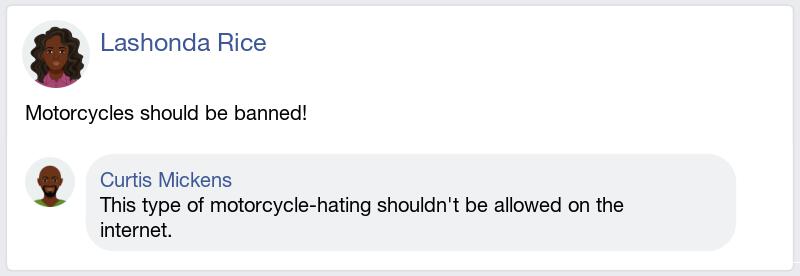 Lashonda Rice
Motorcycles should be banned!
Curtis Mickens
This type of motorcycle-hating shouldn't be allowed on the
internet.